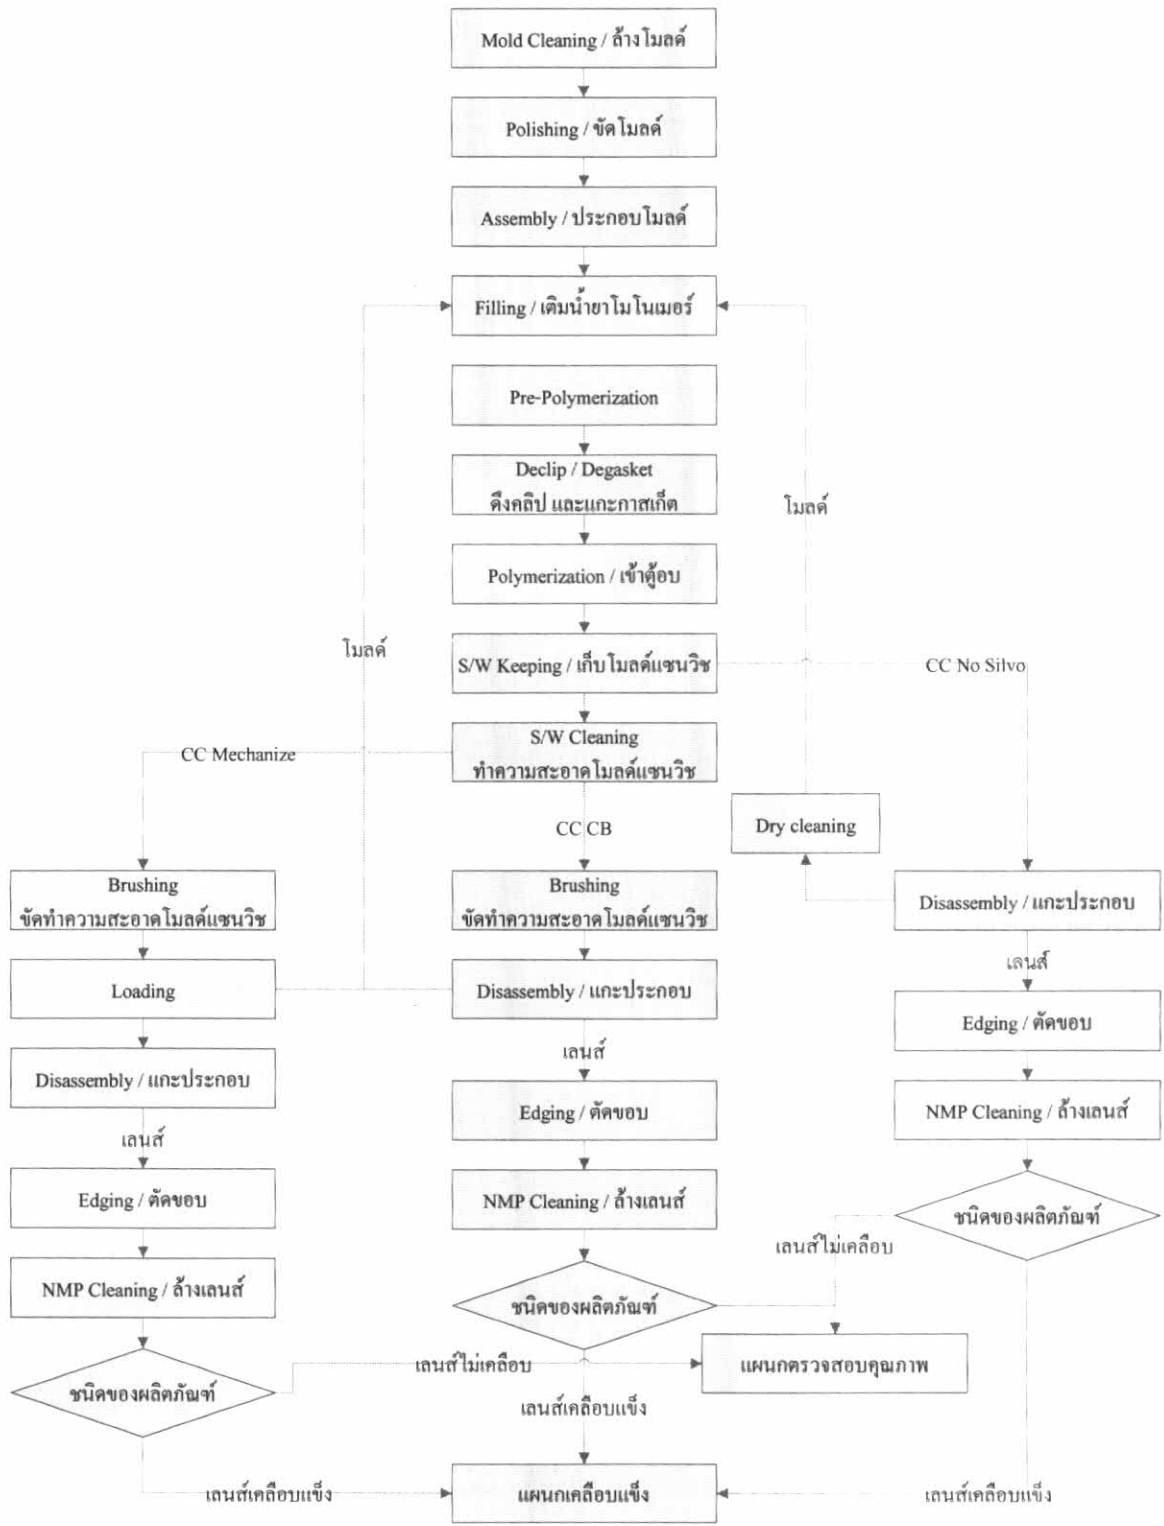 Mold Cleaning / ล้างโมลด์
Polishing / ขัดโมลด์
Assembly / ประกอบโมลด์
Filling / เติมน้ำยาโมโนเมอร์
Pre-Polymerization
Declip / Degasket
ดึงคลิป และแกะกาสเก็ต
โมลด์
Polymerization / เข้าตู้อบ
โมลด์
S/W Keeping / เก็บโมลด์แซนวิช
CC No Silvo
S/W Cleaning
ทำความสะอาดโมลด์แซนวิช
CC Mechanize
CC CB
Dry cleaning
Brushing
ขัดทำความสะอาดโมลด์แซนวิช
Brushing
ขัดทำความสะอาดโมลด์แซนวิช
Disassembly / แกะประกอบ
เลนส์
Loading
Disassembly / แกะประกอบ
Edging / ตัดขอบ
เลนส์
Disassembly / แกะประกอบ
Edging / ตัดขอบ
NMP Cleaning / ล้างเลนส์
เลนส์
Edging / ตัดขอบ
NMP Cleaning / ล้างเลนส์
ชนิดของผลิตภัณฑ์
เลนส์ไม่เคลือบ
NMP Cleaning / ล้างเลนส์
ชนิดของผลิตภัณฑ์
เลนส์ไม่เคลือบ
แผนกตรวจสอบคุณภาพ
ชนิดของผลิตภัณฑ์
เลนส์เคลือบแข็ง
เลนส์เคลือบแข็ง
แผนกเคลือบแข็ง
เลนส์เคลือบแข็ง